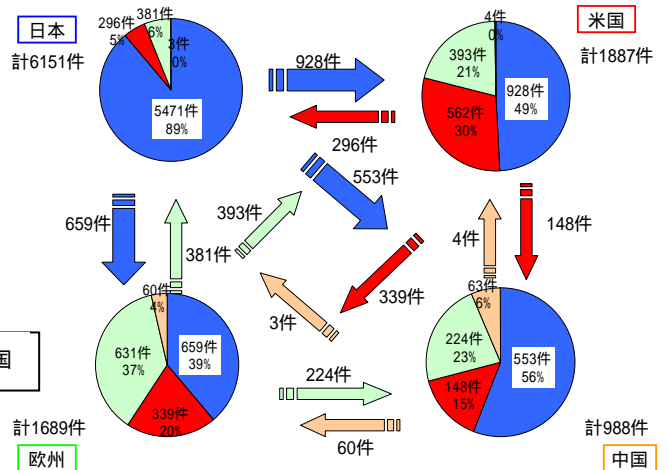 日本
計6151件
296件
5%
381件
6%
3件
0%
5471件
89%
928件
296件
4件
0%
393件
21%
562件
30%
928件
49%
米国
計1887件
659件
381件
393件
553件
339件
3件
4件
148件
60件
4%
631件
37%
659件
39%
339件
20%
国
計1689件
欧州
224件
60件
63件
6%
224件
23%
148件
15%
553件
56%
計988件
中国